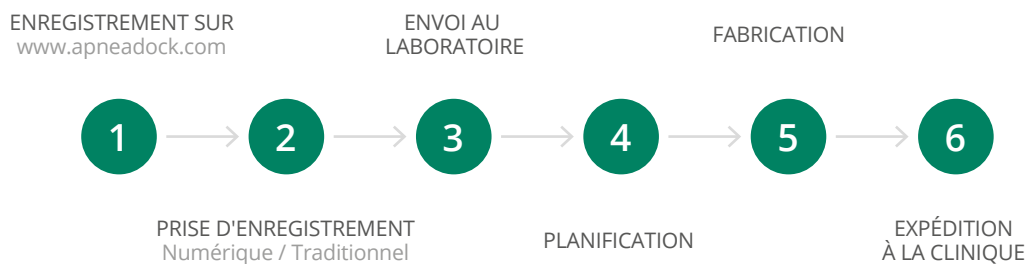 ENREGISTREMENT SUR
www.apneadock.com
ENVOI AU
LABORATOIRE
FABRICATION
1
2
3
4
5
6
PRISE D'ENREGISTREMENT
Numérique / Traditionnel
PLANIFICATION
EXPÉDITION
À LA CLINIQUE